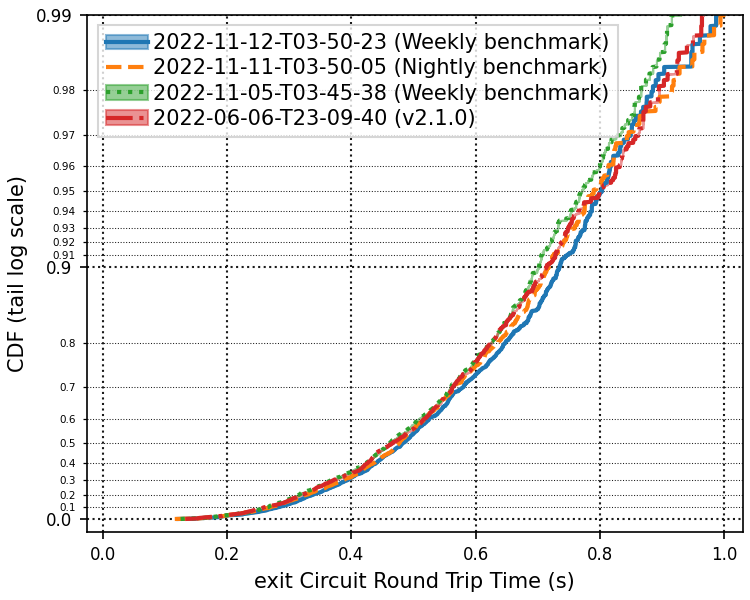 0.99
2022-11-12-T03-50-23 (Weekly benchmark)
2022-11-11-T03-50-05 (Nightly benchmark)
2022-11-05-T03-45-38 (Weekly benchmark)
2022-06-06-T23-09-40 (v2.1.0)
0.98
0.97
0.96
0.95
0.94
0.93
0.92
0.91
0.9
0.8
0.7
0.6
0.5
0.4
0.3
0.2
0.1
0.0
CDF (tail log scale)
0.0 0.2 0.4 0.6 0.8 1.0
exit Circuit Round Trip Time (s)